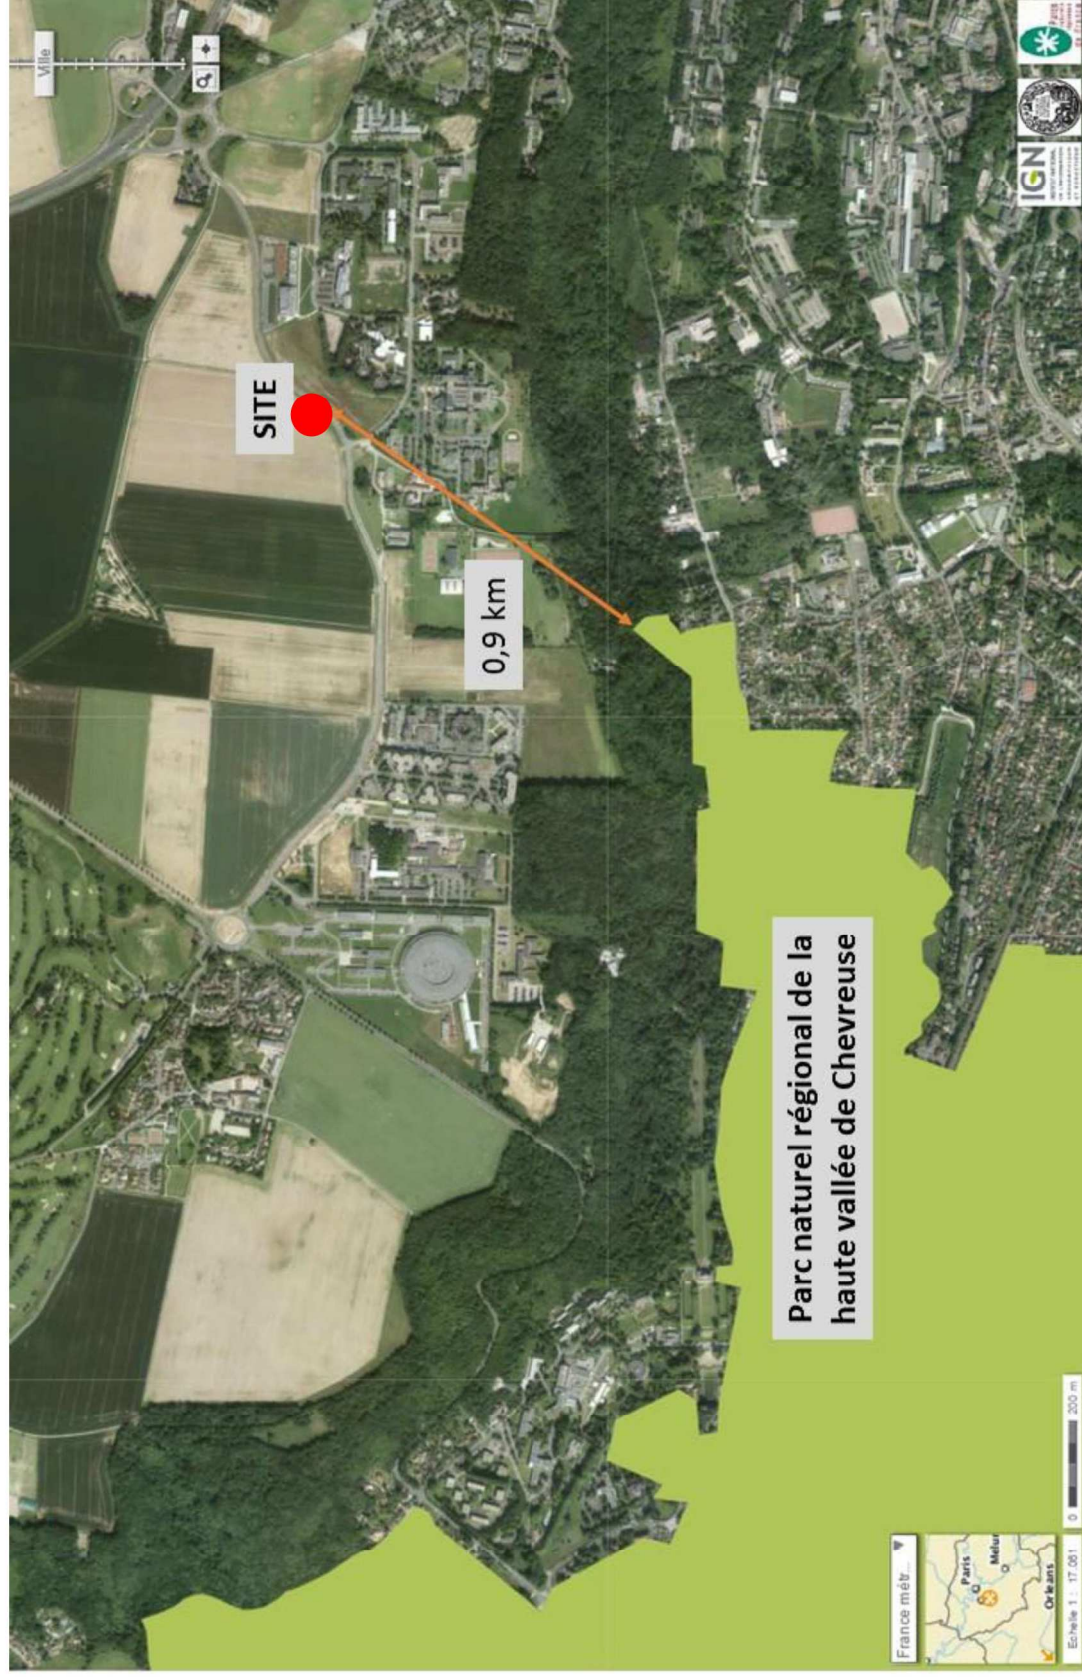 Ville
SITE
0,9 km
Parc naturel régional de la
haute vallée de Chevreuse
France métr...
Paris
Melun
Orleans
Echelle 1 : 17 061
0
200 m
IGN